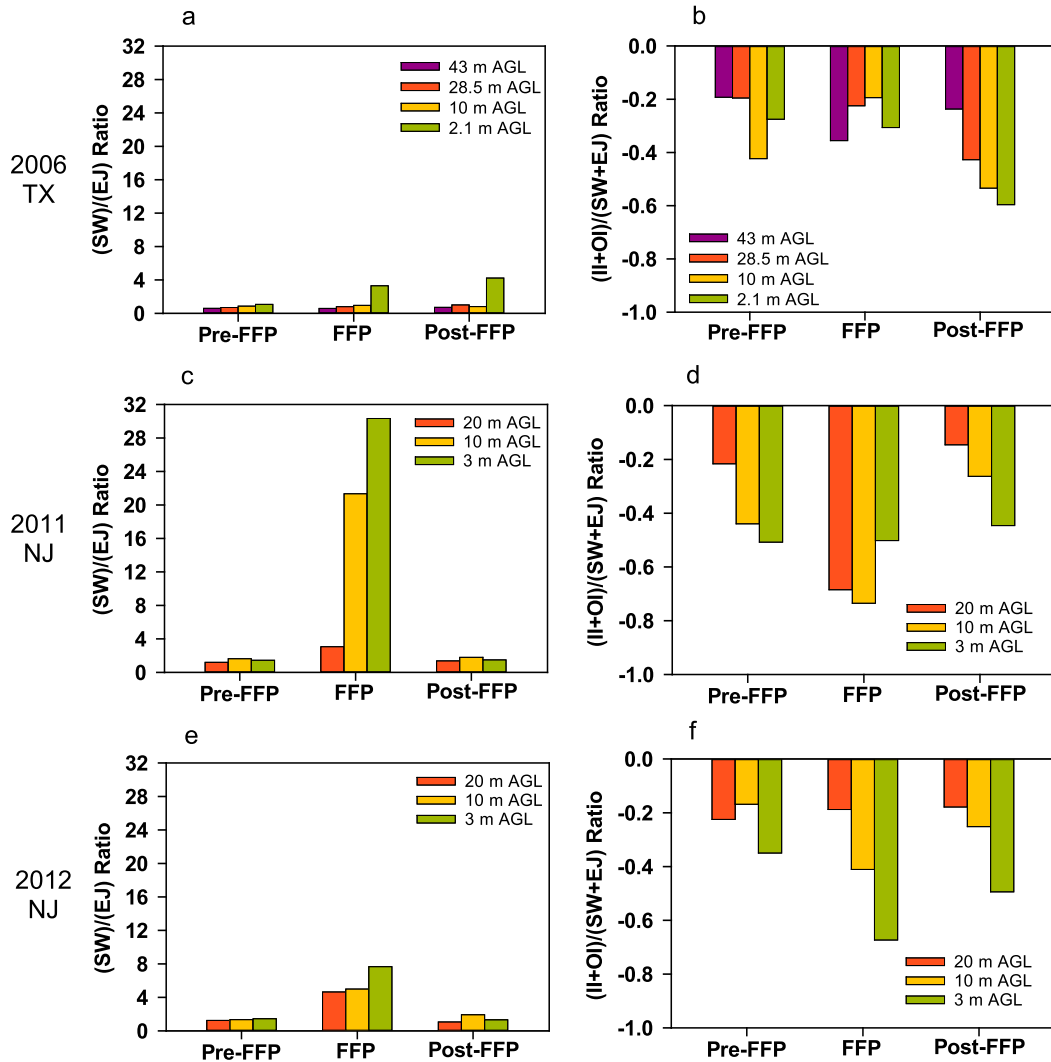 a
(SW)/(EJ) Ratio
32
28
24
20
16
12
8
4
0
43 m AGL
28.5 m AGL
10 m AGL
2.1 m AGL
Pre-FFP FFP Post-FFP
2006
TX
b
(II+OI)/(SW+EJ) Ratio
0.0
-0.2
-0.4
-0.6
-0.8
-1.0
43 m AGL
28.5 m AGL
10 m AGL
2.1 m AGL
Pre-FFP FFP Post-FFP
c
(SW)/(EJ) Ratio
32
28
24
20
16
12
8
4
0
20 m AGL
10 m AGL
3 m AGL
Pre-FFP FFP Post-FFP
2011
NJ
d
(II+OI)/(SW+EJ) Ratio
0.0
-0.2
-0.4
-0.6
-0.8
-1.0
20 m AGL
10 m AGL
3 m AGL
Pre-FFP FFP Post-FFP
e
(SW)/(EJ) Ratio
32
28
24
20
16
12
8
4
0
20 m AGL
10 m AGL
3 m AGL
Pre-FFP FFP Post-FFP
2012
NJ
f
(II+OI)/(SW+EJ) Ratio
0.0
-0.2
-0.4
-0.6
-0.8
-1.0
20 m AGL
10 m AGL
3 m AGL
Pre-FFP FFP Post-FFP